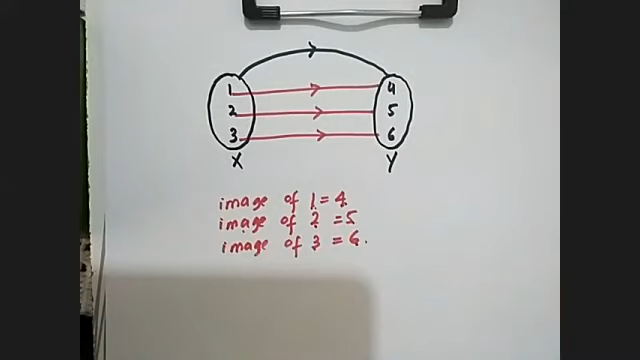 1 4
2 5
3 6
X Y
image of 1 = 4
image of 2 = 5
image of 3 = 6.